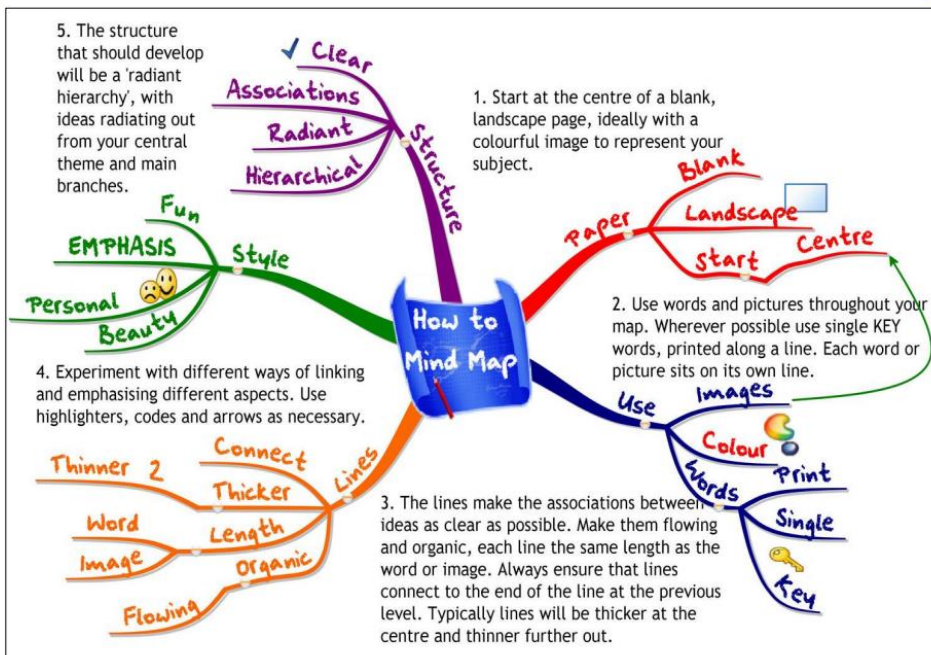 How to
Mind Map
1. Start at the centre of a blank,
landscape page, ideally with a
colourful image to represent your
subject.
Paper
Blank
Landscape
Start
Centre
2. Use words and pictures throughout your
map. Wherever possible use single KEY
words, printed along a line. Each word or
picture sits on its own line.
Use
Images
Colour
Words
Print
Single
Key
3. The lines make the associations between
ideas as clear as possible. Make them flowing
and organic, each line the same length as the
word or image. Always ensure that lines
connect to the end of the line at the previous
level. Typically lines will be thicker at the
centre and thinner further out.
Lines
Connect
Thicker
Thinner 2
Length
Word
Image
Organic
Flowing
4. Experiment with different ways of linking
and emphasising different aspects. Use
highlighters, codes and arrows as necessary.
Style
Fun
EMPHASIS
Personal
Beauty
5. The structure
that should develop
will be a 'radiant
hierarchy', with
ideas radiating out
from your central
theme and main
branches.
Structure
Clear
Associations
Radiant
Hierarchical